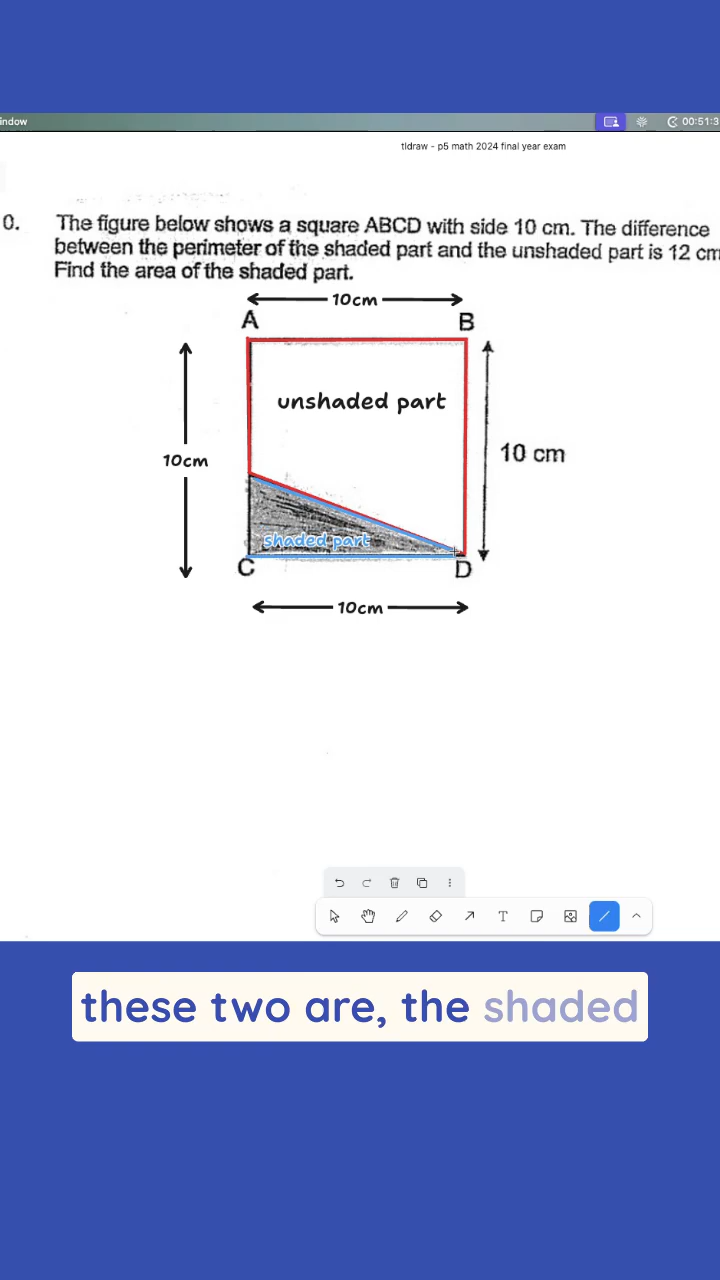 indow
00:51:3
tldraw - p5 math 2024 final year exam
0. The figure below shows a square ABCD with side 10 cm. The difference
between the perimeter of the shaded part and the unshaded part is 12 cm
Find the area of the shaded part.
10cm
A B
unshaded part
10cm
10 cm
shaded part
C D
10cm
T
these two are, the shaded